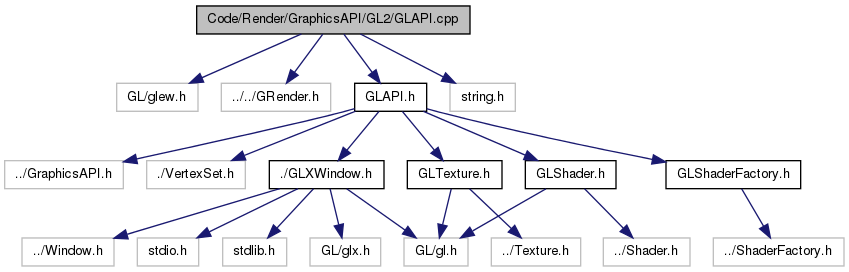 Code/Render/GraphicsAPI/GL2/GLAPI.cpp
GL/glew.h
../../GRender.h
GLAPI.h
string.h
../GraphicsAPI.h
./VertexSet.h
./GLXWindow.h
GLTexture.h
GLShader.h
GLShaderFactory.h
../Window.h
stdio.h
stdlib.h
GL/glx.h
GL/gl.h
../Texture.h
../Shader.h
../ShaderFactory.h